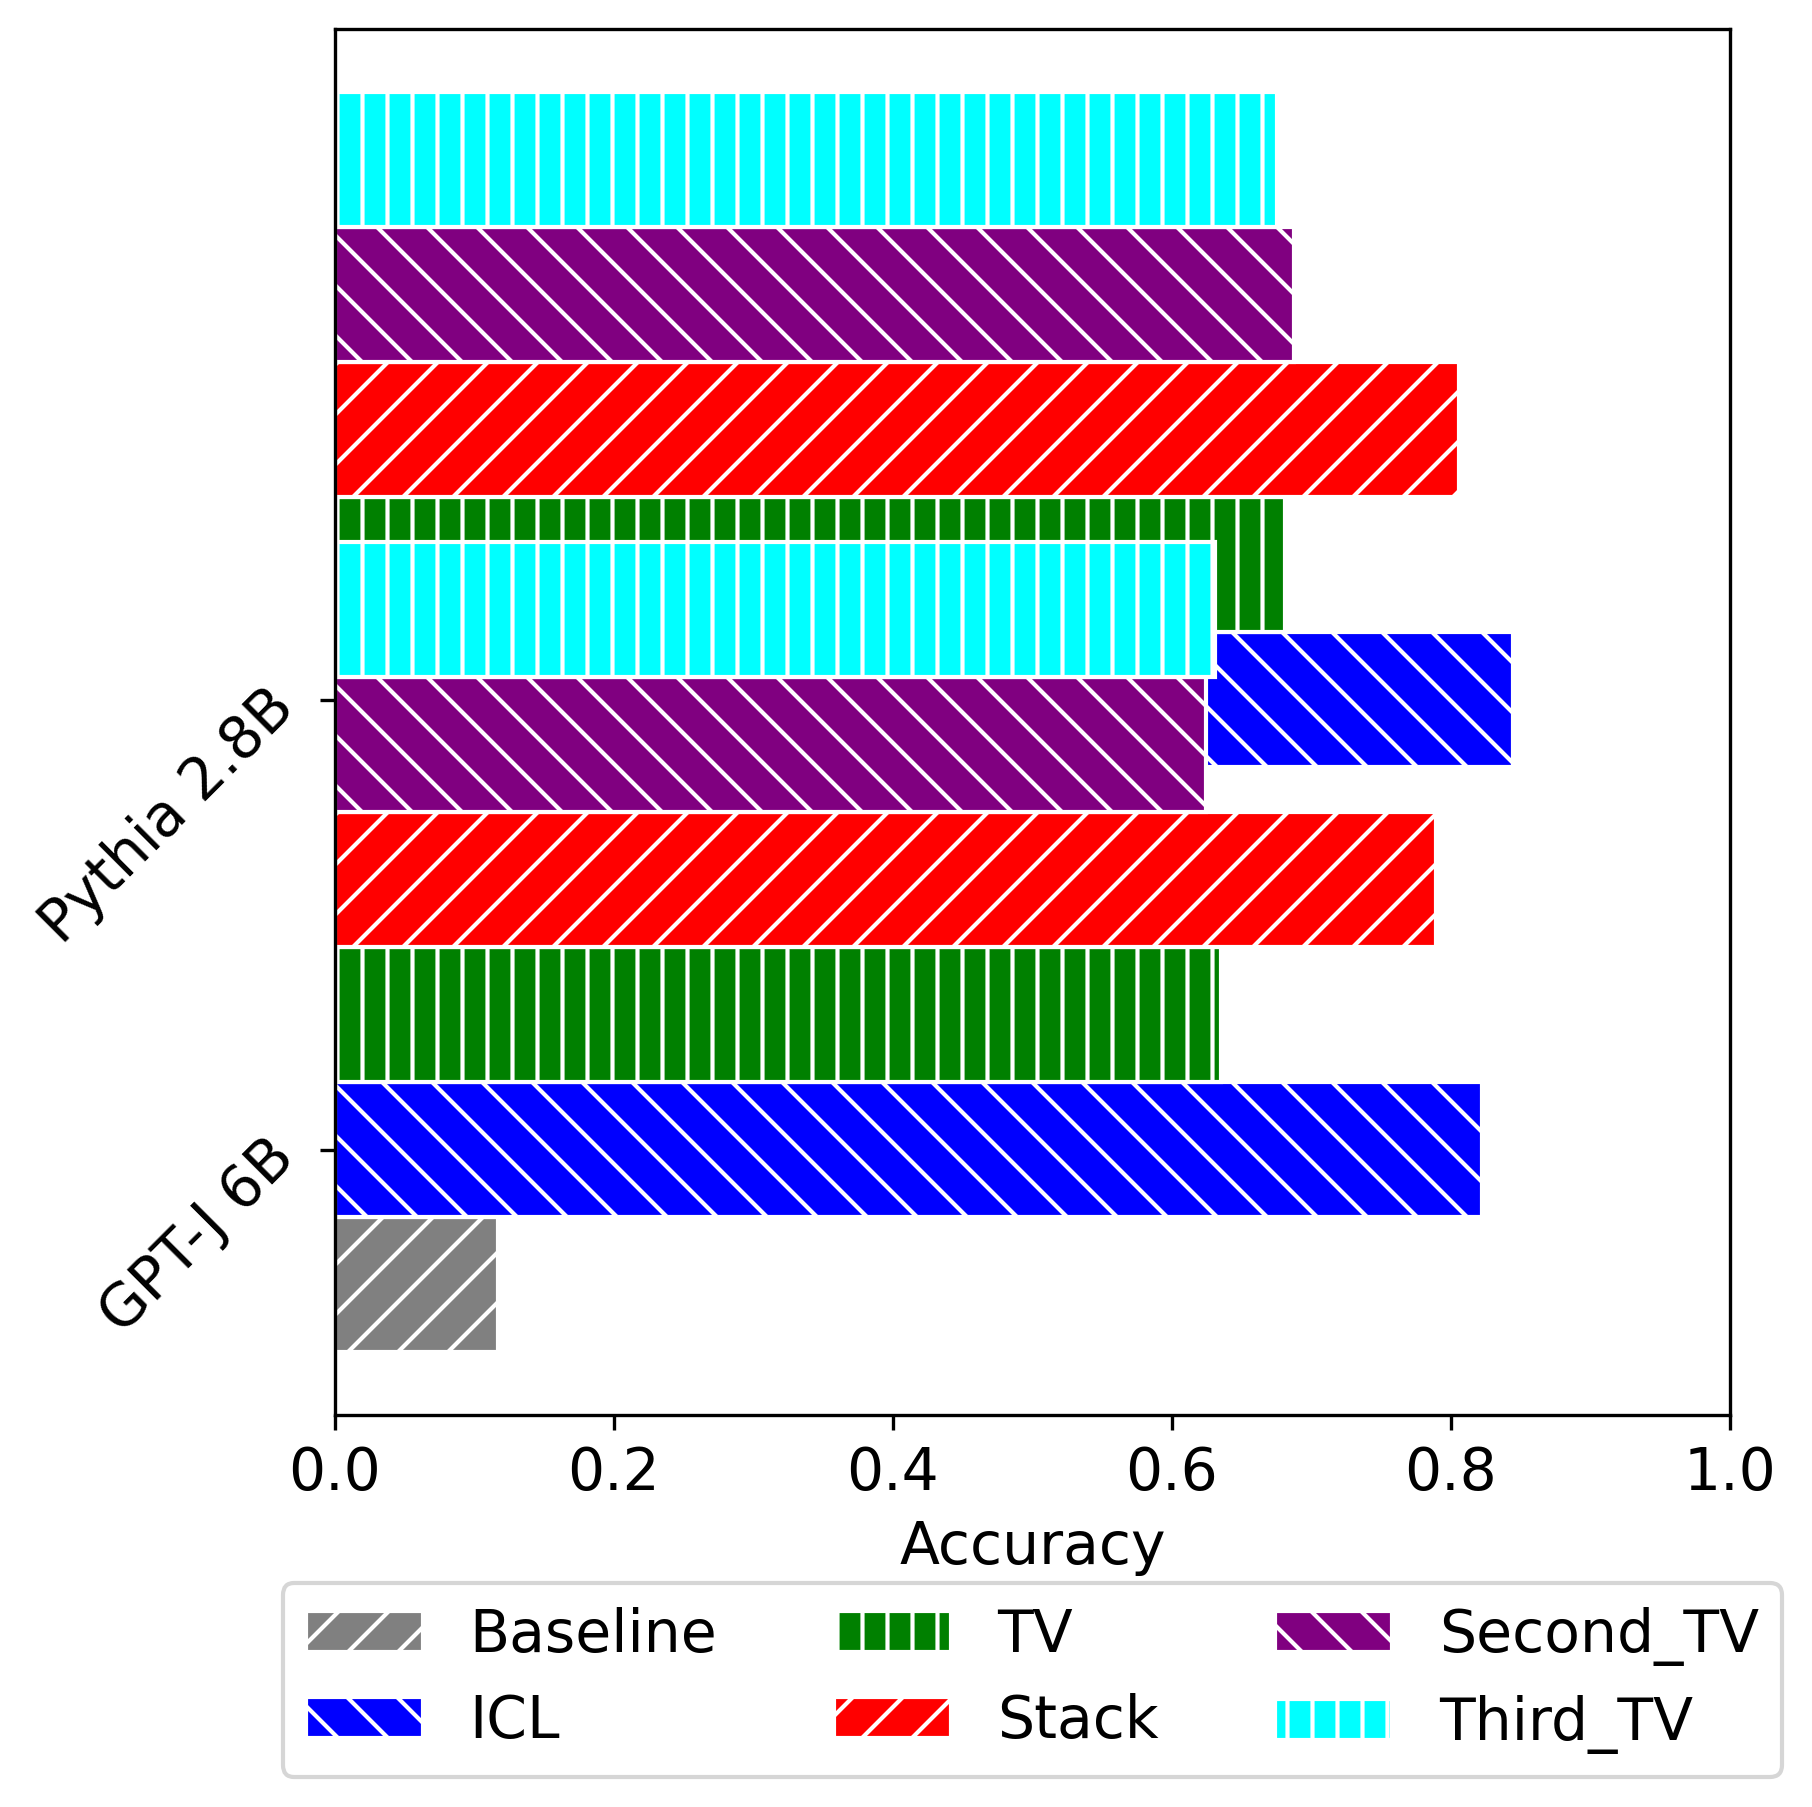 Pythia 2.8B
GPT-J 6B
0.0 0.2 0.4 0.6 0.8 1.0
Accuracy
Baseline TV Second_TV
ICL Stack Third_TV